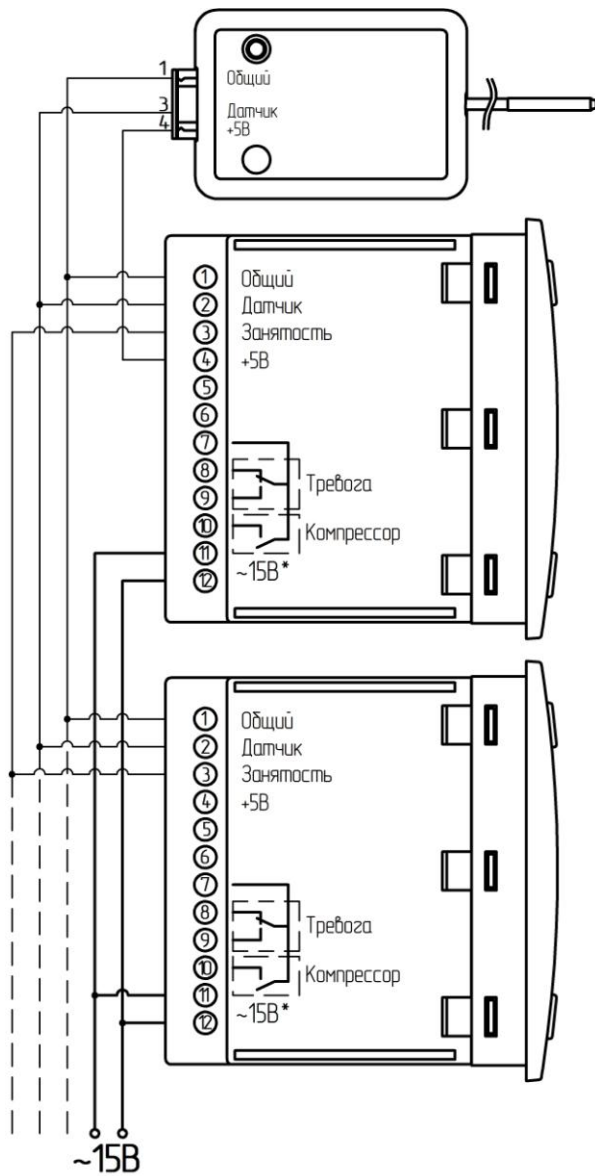 1
Общий
3
Датчик
4
+5В
1 Общий
2 Датчик
3 Занятость
4 +5В
5
6
7
8
Тревога
9
10
Компрессор
11
~15В*
12
1 Общий
2 Датчик
3 Занятость
4 +5В
5
6
7
8
Тревога
9
10
Компрессор
11
~15В*
12
~15В